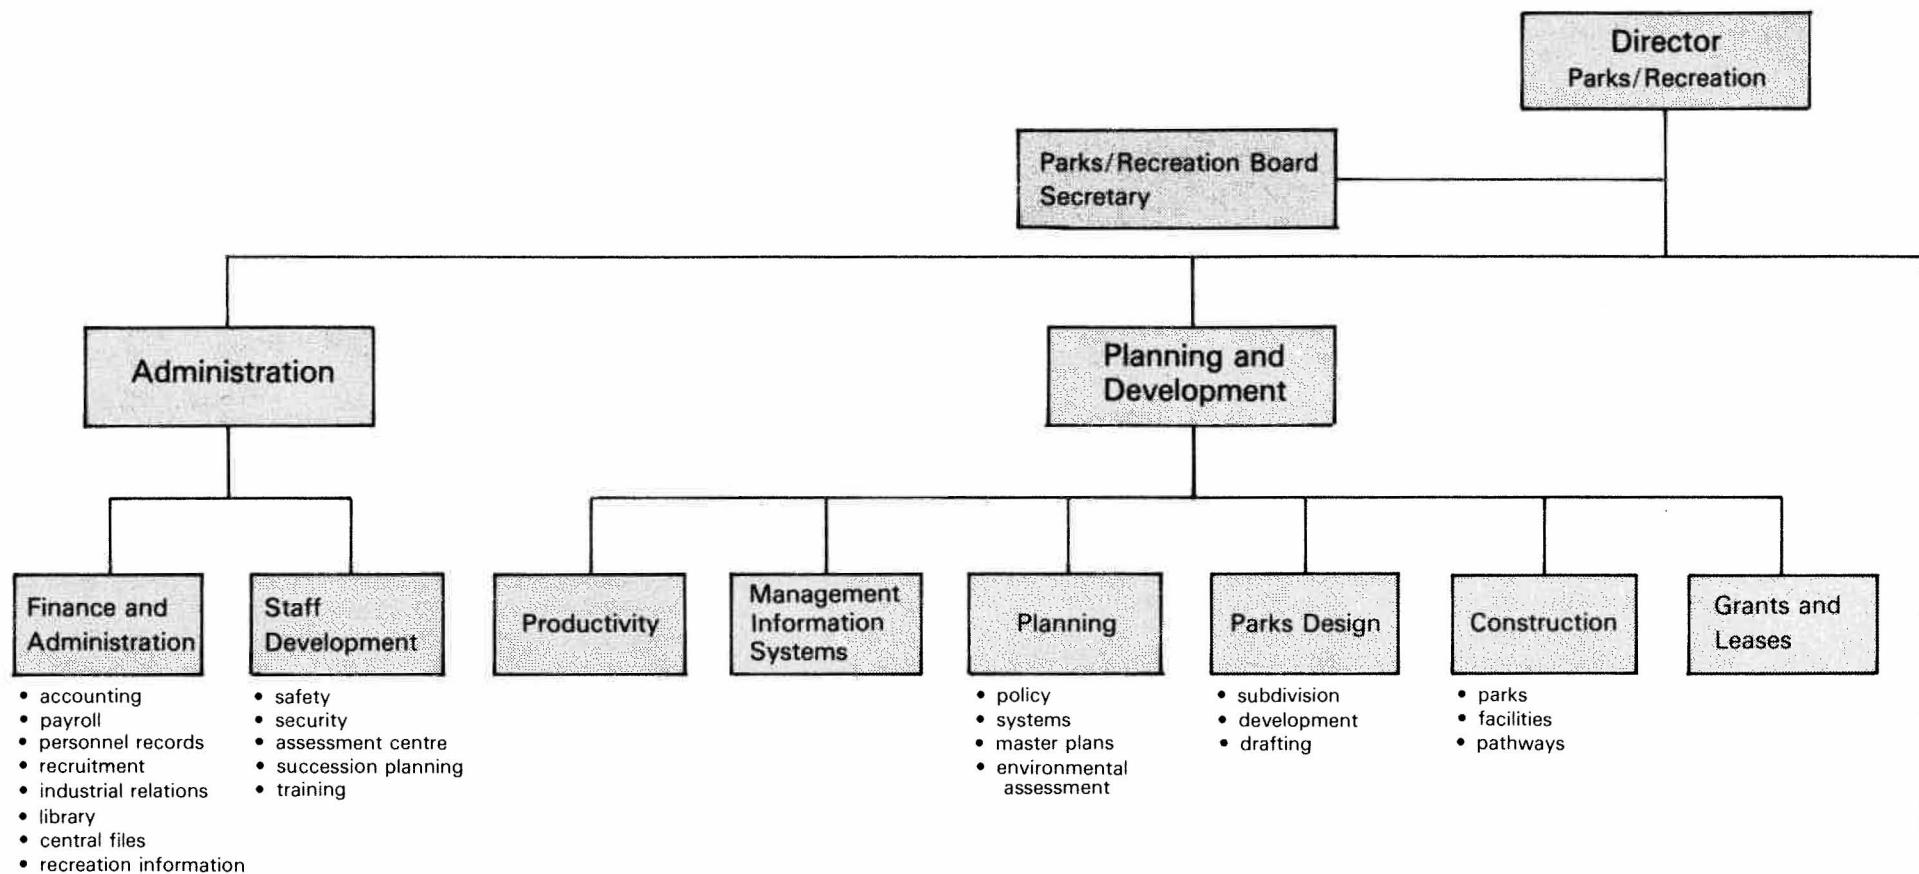 Director
Parks/Recreation
Parks/Recreation Board
Secretary
Administration
Planning and
Development
Finance and
Administration
• accounting
• payroll
• personnel records
• recruitment
• industrial relations
• library
• central files
• recreation information
Staff
Development
• safety
• security
• assessment centre
• succession planning
• training
Productivity
Management
Information
Systems
Planning
• policy
• systems
• master plans
• environmental
assessment
Parks Design
• subdivision
• development
• drafting
Construction
• parks
• facilities
• pathways
Grants and
Leases